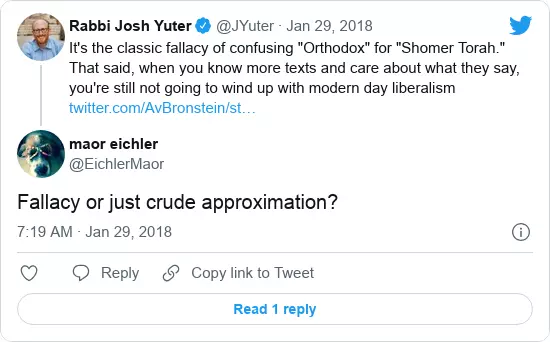 Rabbi Josh Yuter @JYuter · Jan 29, 2018
It's the classic fallacy of confusing "Orthodox" for "Shomer Torah."
That said, when you know more texts and care about what they say,
you're still not going to wind up with modern day liberalism
twitter.com/AvBronstein/st…
maor eichler
@EichlerMaor
Fallacy or just crude approximation?
7:19 AM · Jan 29, 2018
Reply Copy link to Tweet
Read 1 reply